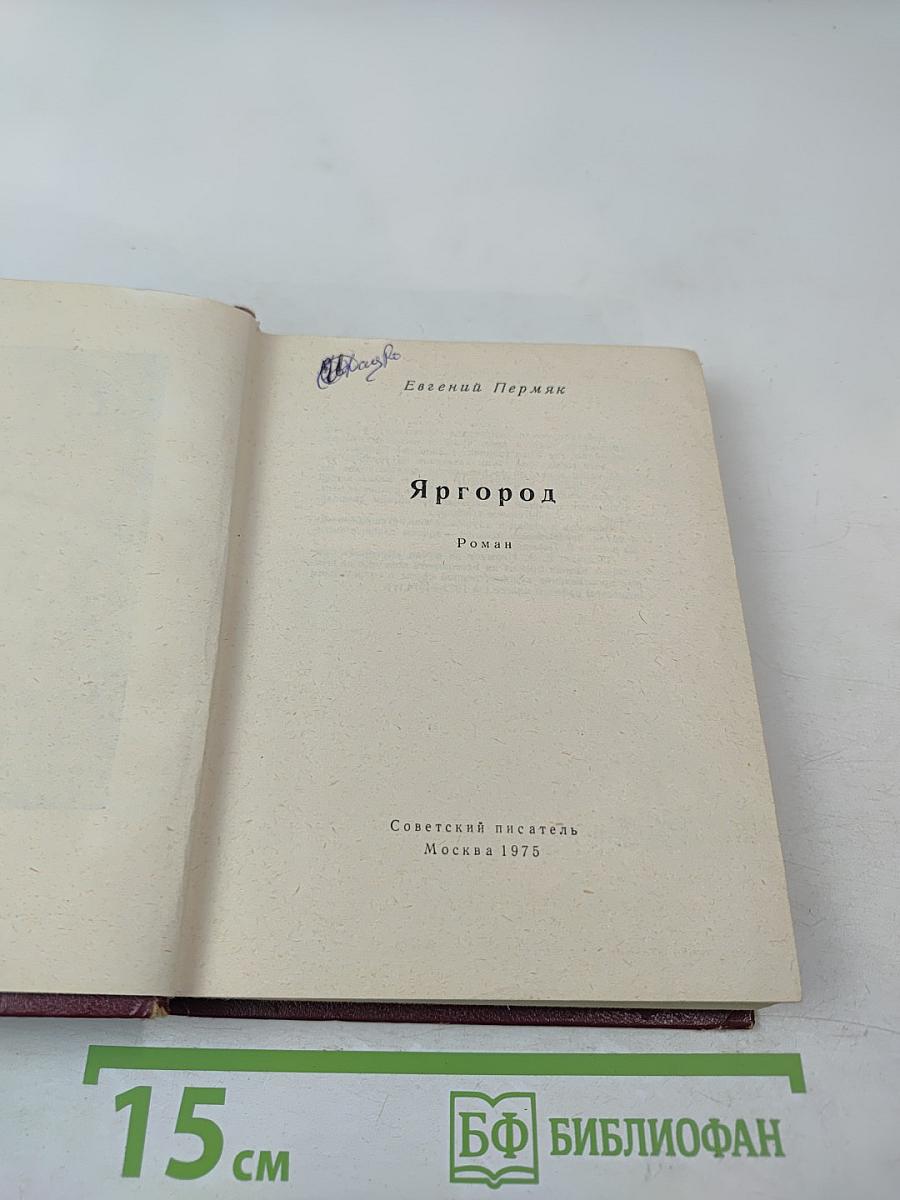 Евгений Пермяк
Яргород
Роман
Советский писатель
Москва 1975
15 см
БФ БИБЛИОФАН